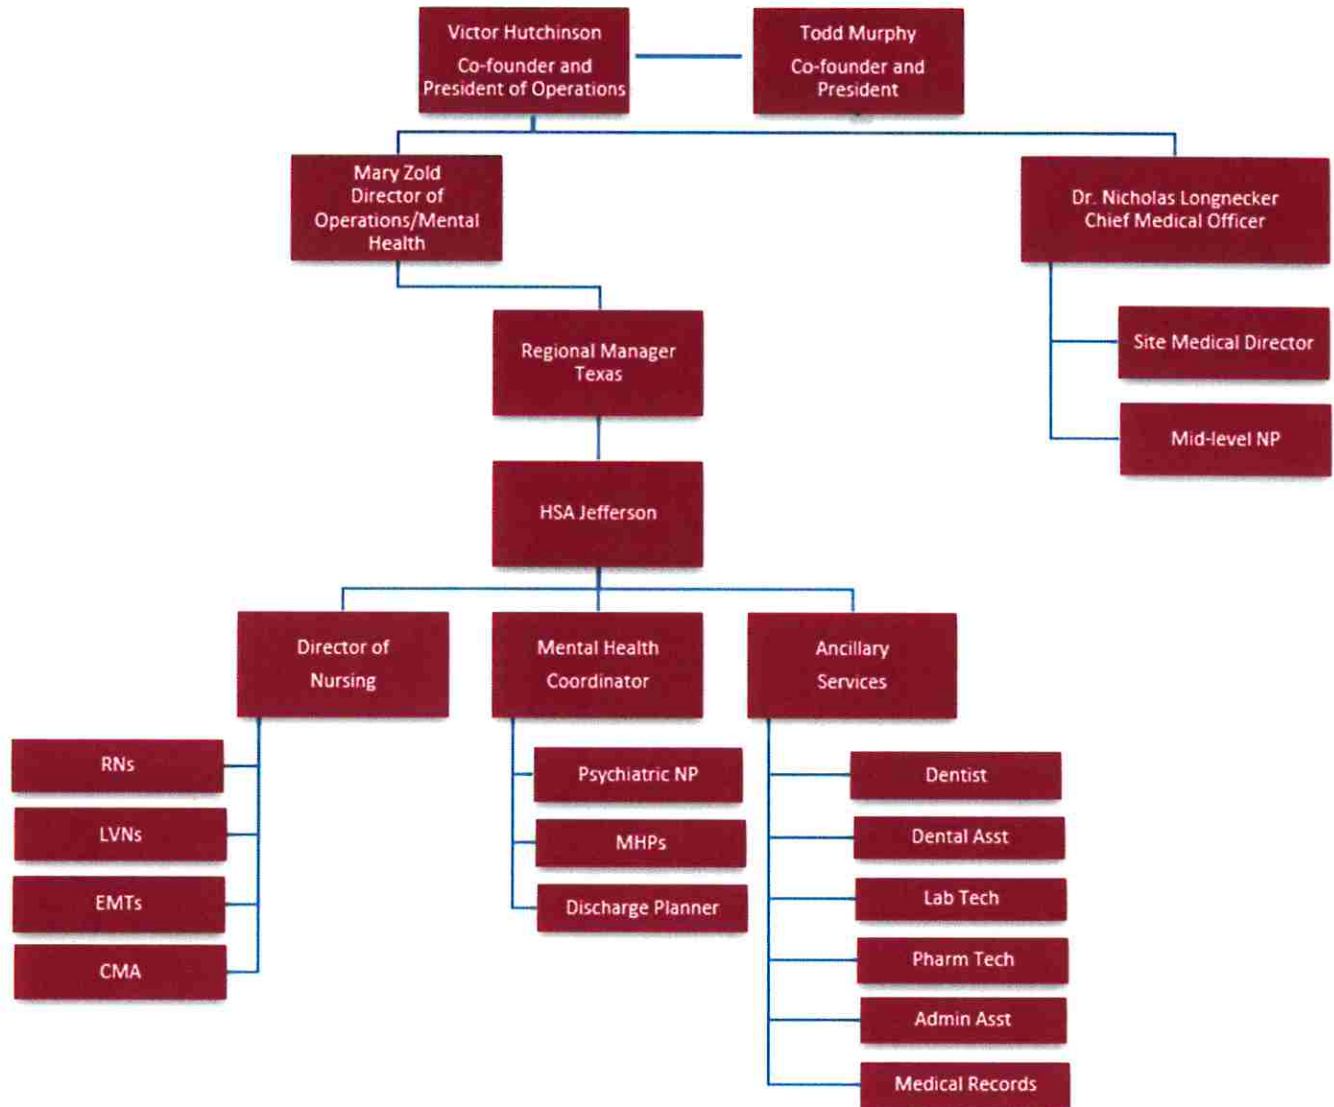 Victor Hutchinson
Co-founder and
President of Operations
Todd Murphy
Co-founder and
President
Mary Zold
Director of
Operations/Mental
Health
Dr. Nicholas Longnecker
Chief Medical Officer
Regional Manager
Texas
Site Medical Director
Mid-level NP
HSA Jefferson
Director of
Nursing
Mental Health
Coordinator
Ancillary
Services
RNs
LVNs
EMTs
CMA
Psychiatric NP
MHPs
Discharge Planner
Dentist
Dental Asst
Lab Tech
Pharm Tech
Admin Asst
Medical Records